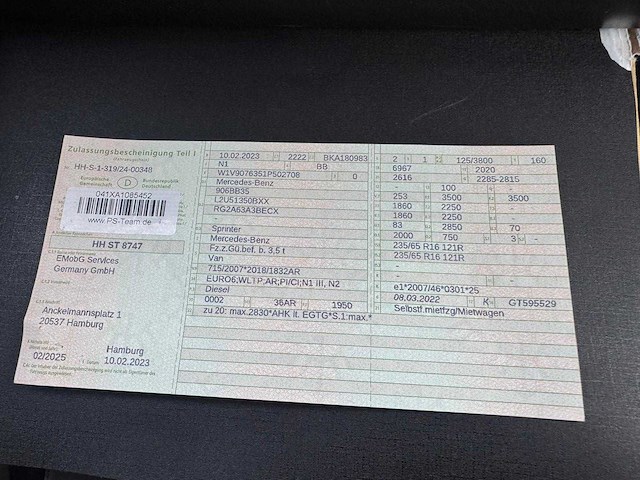 Zulassungsbescheinigung Teil I
(Fahrzeugschein)
HH-S-1-319/24-00348
Europäische Gemeinschaft D Bundesrepublik Deutschland
041XA1085452
www.PS-Team.de
HH ST 8747
EMobG Services
Germany GmbH
Anckelmannsplatz 1
20537 Hamburg
02/2025
Hamburg
10.02.2023
10.02.2023 2222 BKA180983
N1 BB
W1V9076351P502708 0
Mercedes-Benz
906BB35
L2U51350BXX
RG2A63A3BECX
Sprinter
Mercedes-Benz
Fz.z.Gü.bef. b. 3,5 t
Van
715/2007*2018/1832AR
EURO6;WLTP;AR;PI/CI;N1 III, N2
Diesel
0002 36AR 1950
zu 20: max.2830*AHK lt. EGTG*S.1:max.*
2 1 125/3800 160
6967 2020
2616 2285-2815
- 100 -
253 3500 3500
1860 2250 -
1860 2250 -
83 2850 70
2000 750 3 -
235/65 R16 121R
235/65 R16 121R
-
-
e1*2007/46*0301*25
08.03.2022 K GT595529
Selbstf.mietfzg/Mietwagen